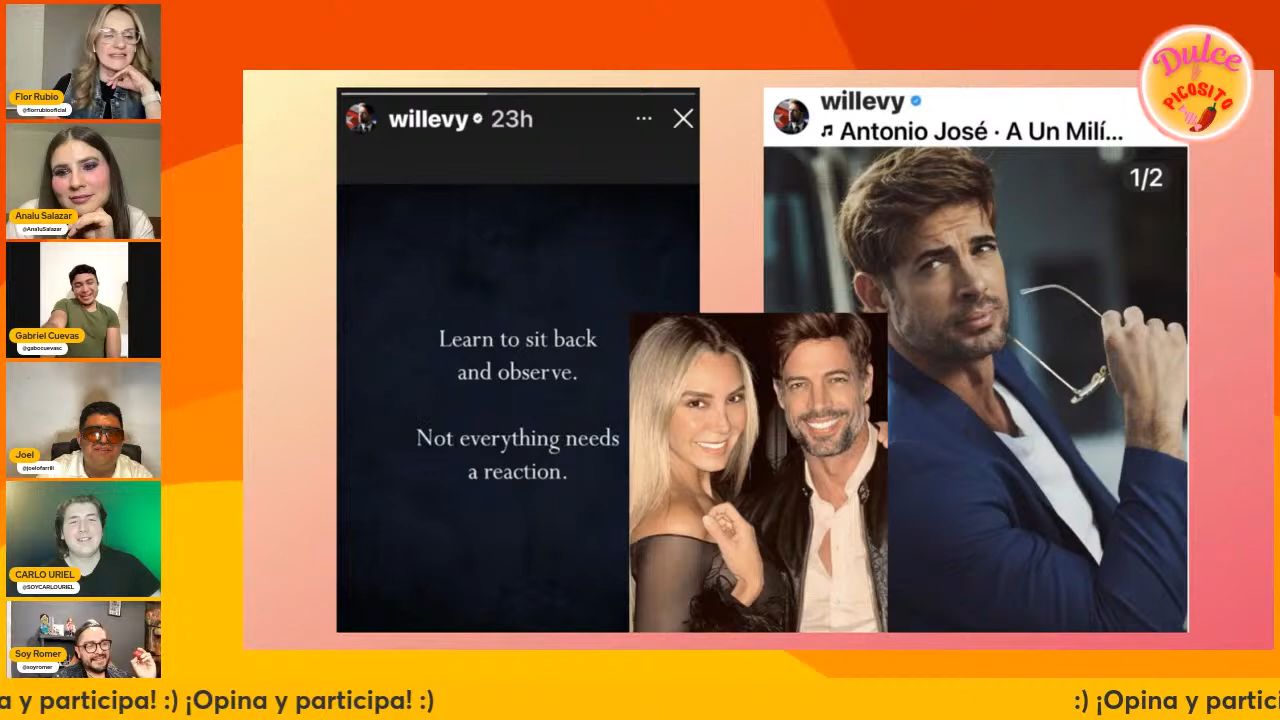 Flor Rubio
@florrubiooficial
Analu Salazar
@AnaluSalazar
Gabriel Cuevas
@gabocuevasc
Joel
@joelofarrili
CARLO URIEL
@SOYCARLOURIEL
Soy Romer
@soyromer
willevy 23h
Learn to sit back
and observe.
Not everything needs
a reaction.
willevy
Antonio José · A Un Milí...
1/2
Dulce
y
PICOSITO
a y participa! :) ¡Opina y participa! :)
:) ¡Opina y partici